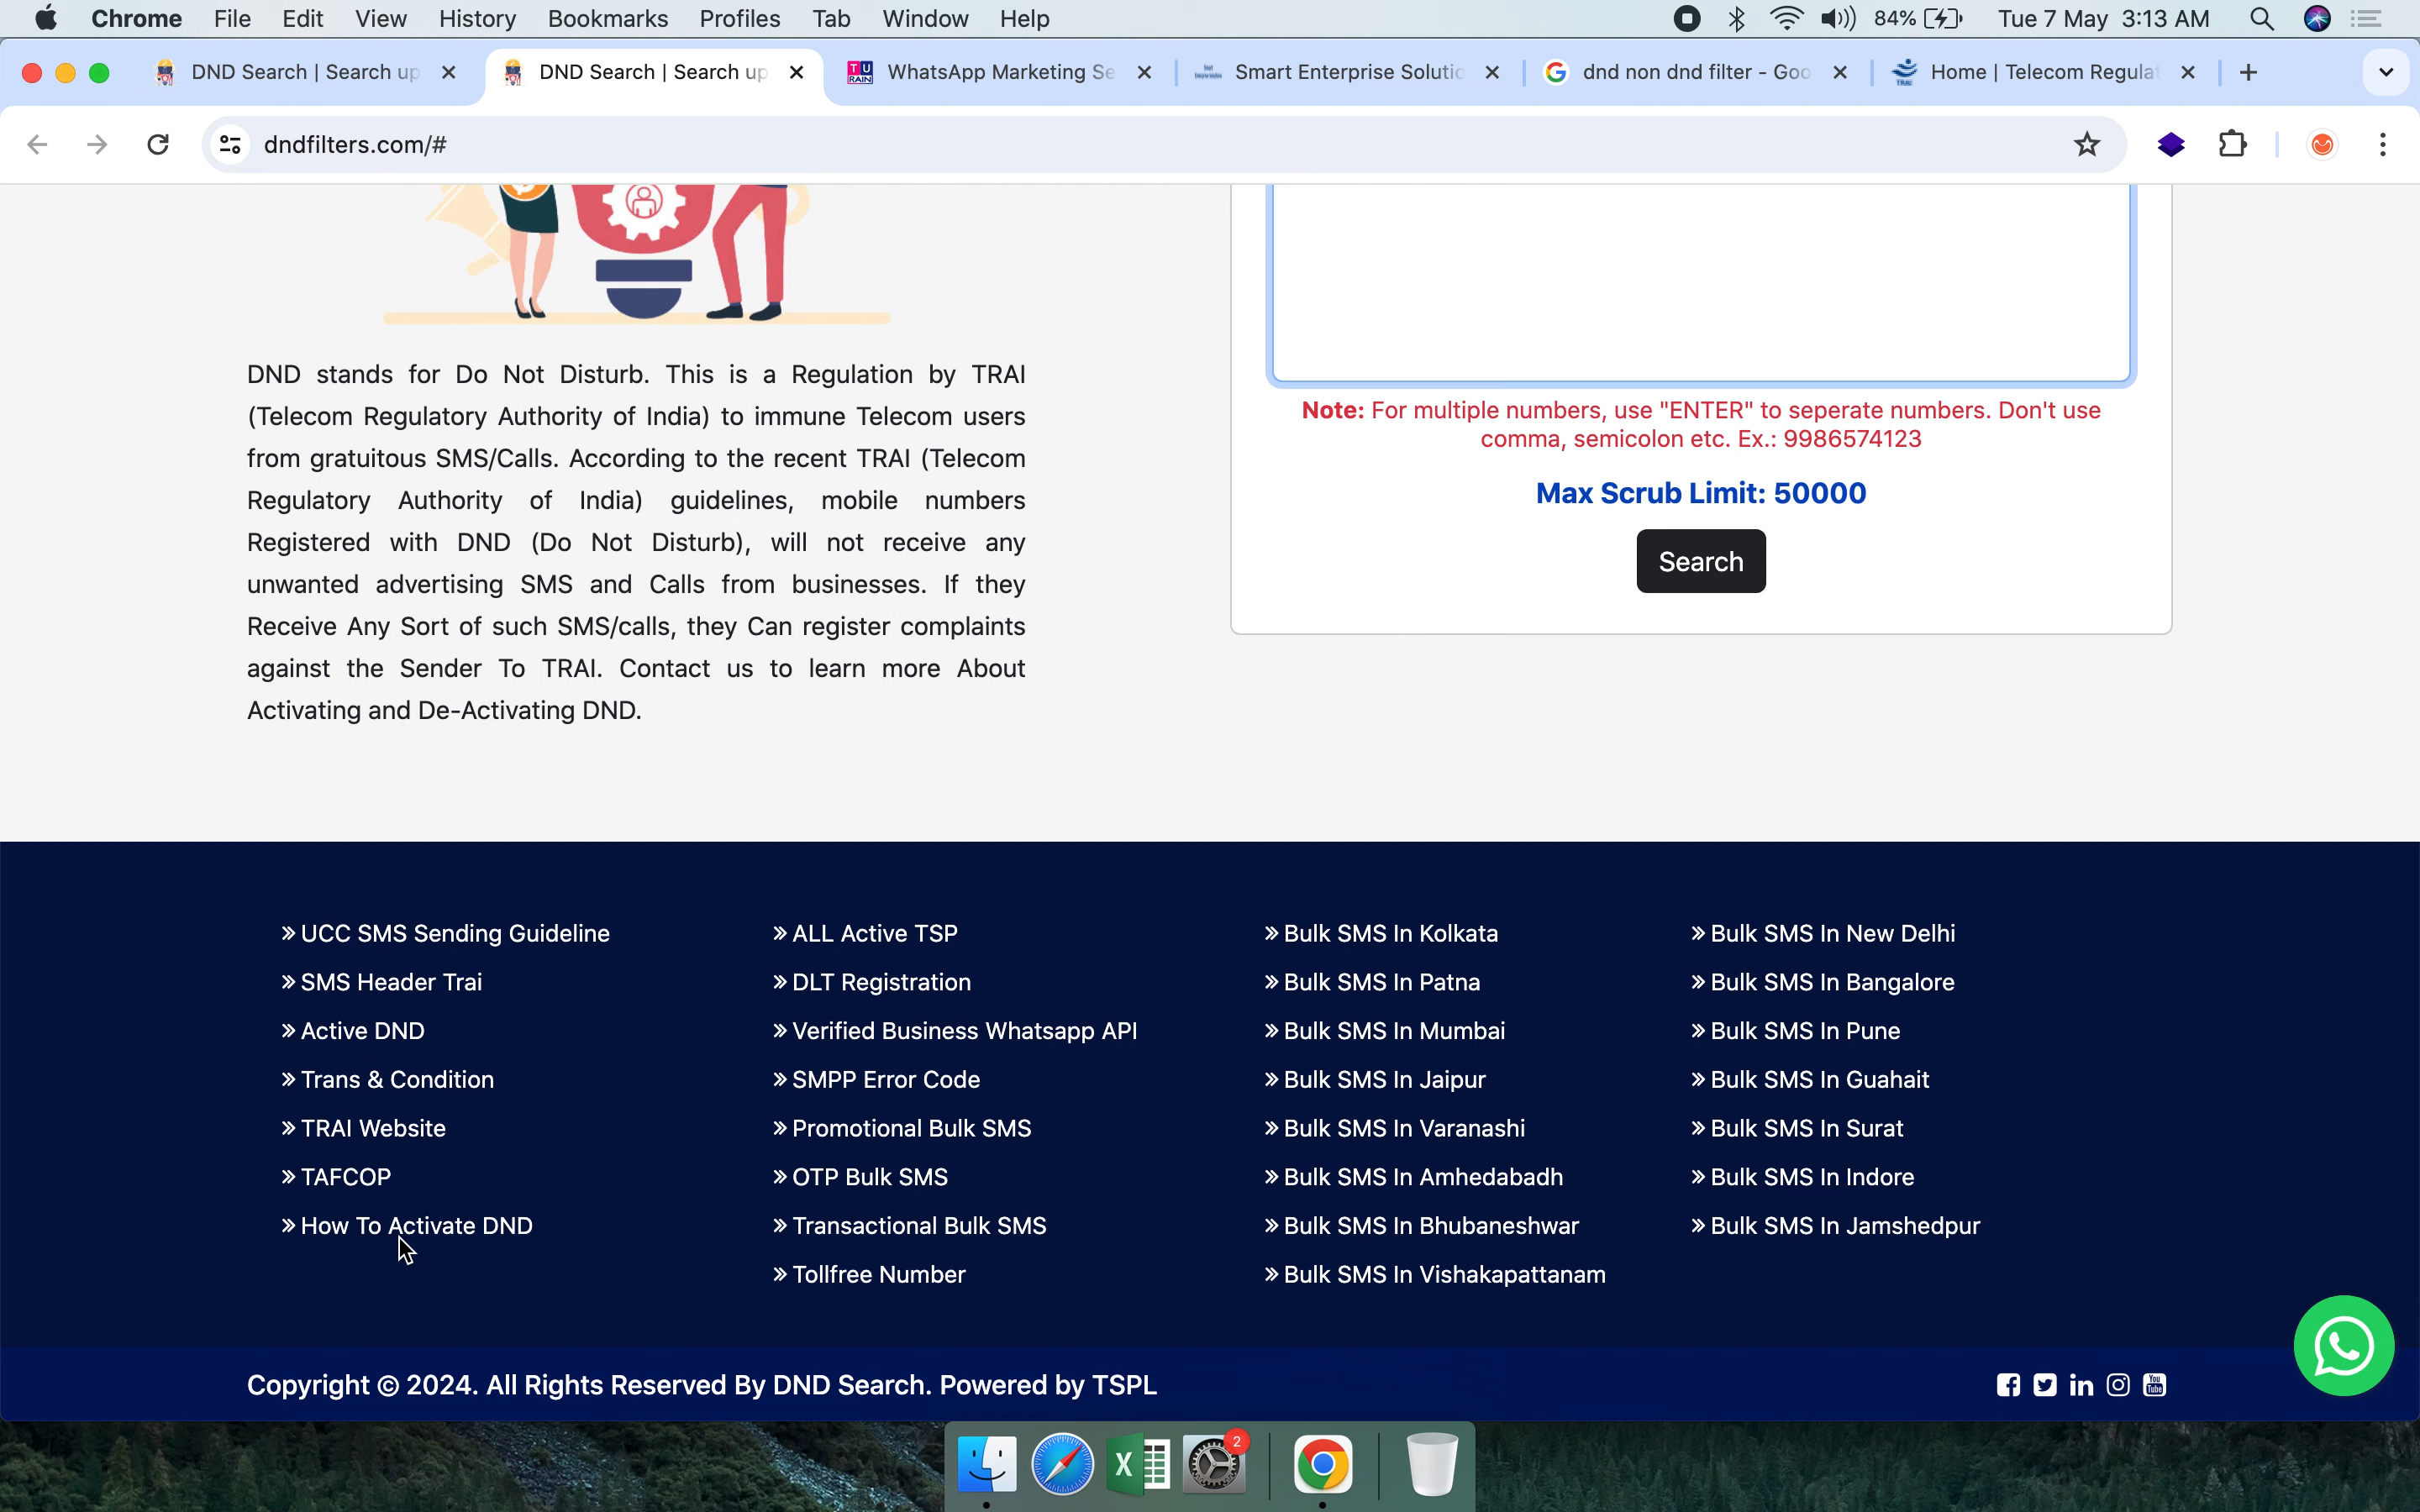 Chrome File Edit View History Bookmarks Profiles Tab Window Help 84% Tue 7 May 3:13 AM
DND Search | Search up DND Search | Search up TU RAIN WhatsApp Marketing Se Smart Enterprise Solutio dnd non dnd filter - Goo Home | Telecom Regulat
dndfilters.com/#
DND stands for Do Not Disturb. This is a Regulation by TRAI
(Telecom Regulatory Authority of India) to immune Telecom users
from gratuitous SMS/Calls. According to the recent TRAI (Telecom
Regulatory Authority of India) guidelines, mobile numbers
Registered with DND (Do Not Disturb), will not receive any
unwanted advertising SMS and Calls from businesses. If they
Receive Any Sort of such SMS/calls, they Can register complaints
against the Sender To TRAI. Contact us to learn more About
Activating and De-Activating DND.
Note: For multiple numbers, use "ENTER" to seperate numbers. Don't use
comma, semicolon etc. Ex.: 9986574123
Max Scrub Limit: 50000
Search
» UCC SMS Sending Guideline
» SMS Header Trai
» Active DND
» Trans & Condition
» TRAI Website
» TAFCOP
» How To Activate DND
» ALL Active TSP
» DLT Registration
» Verified Business Whatsapp API
» SMPP Error Code
» Promotional Bulk SMS
» OTP Bulk SMS
» Transactional Bulk SMS
» Tollfree Number
» Bulk SMS In Kolkata
» Bulk SMS In Patna
» Bulk SMS In Mumbai
» Bulk SMS In Jaipur
» Bulk SMS In Varanashi
» Bulk SMS In Amhedabadh
» Bulk SMS In Bhubaneshwar
» Bulk SMS In Vishakapattanam
» Bulk SMS In New Delhi
» Bulk SMS In Bangalore
» Bulk SMS In Pune
» Bulk SMS In Guahait
» Bulk SMS In Surat
» Bulk SMS In Indore
» Bulk SMS In Jamshedpur
Copyright © 2024. All Rights Reserved By DND Search. Powered by TSPL
You Tube
2